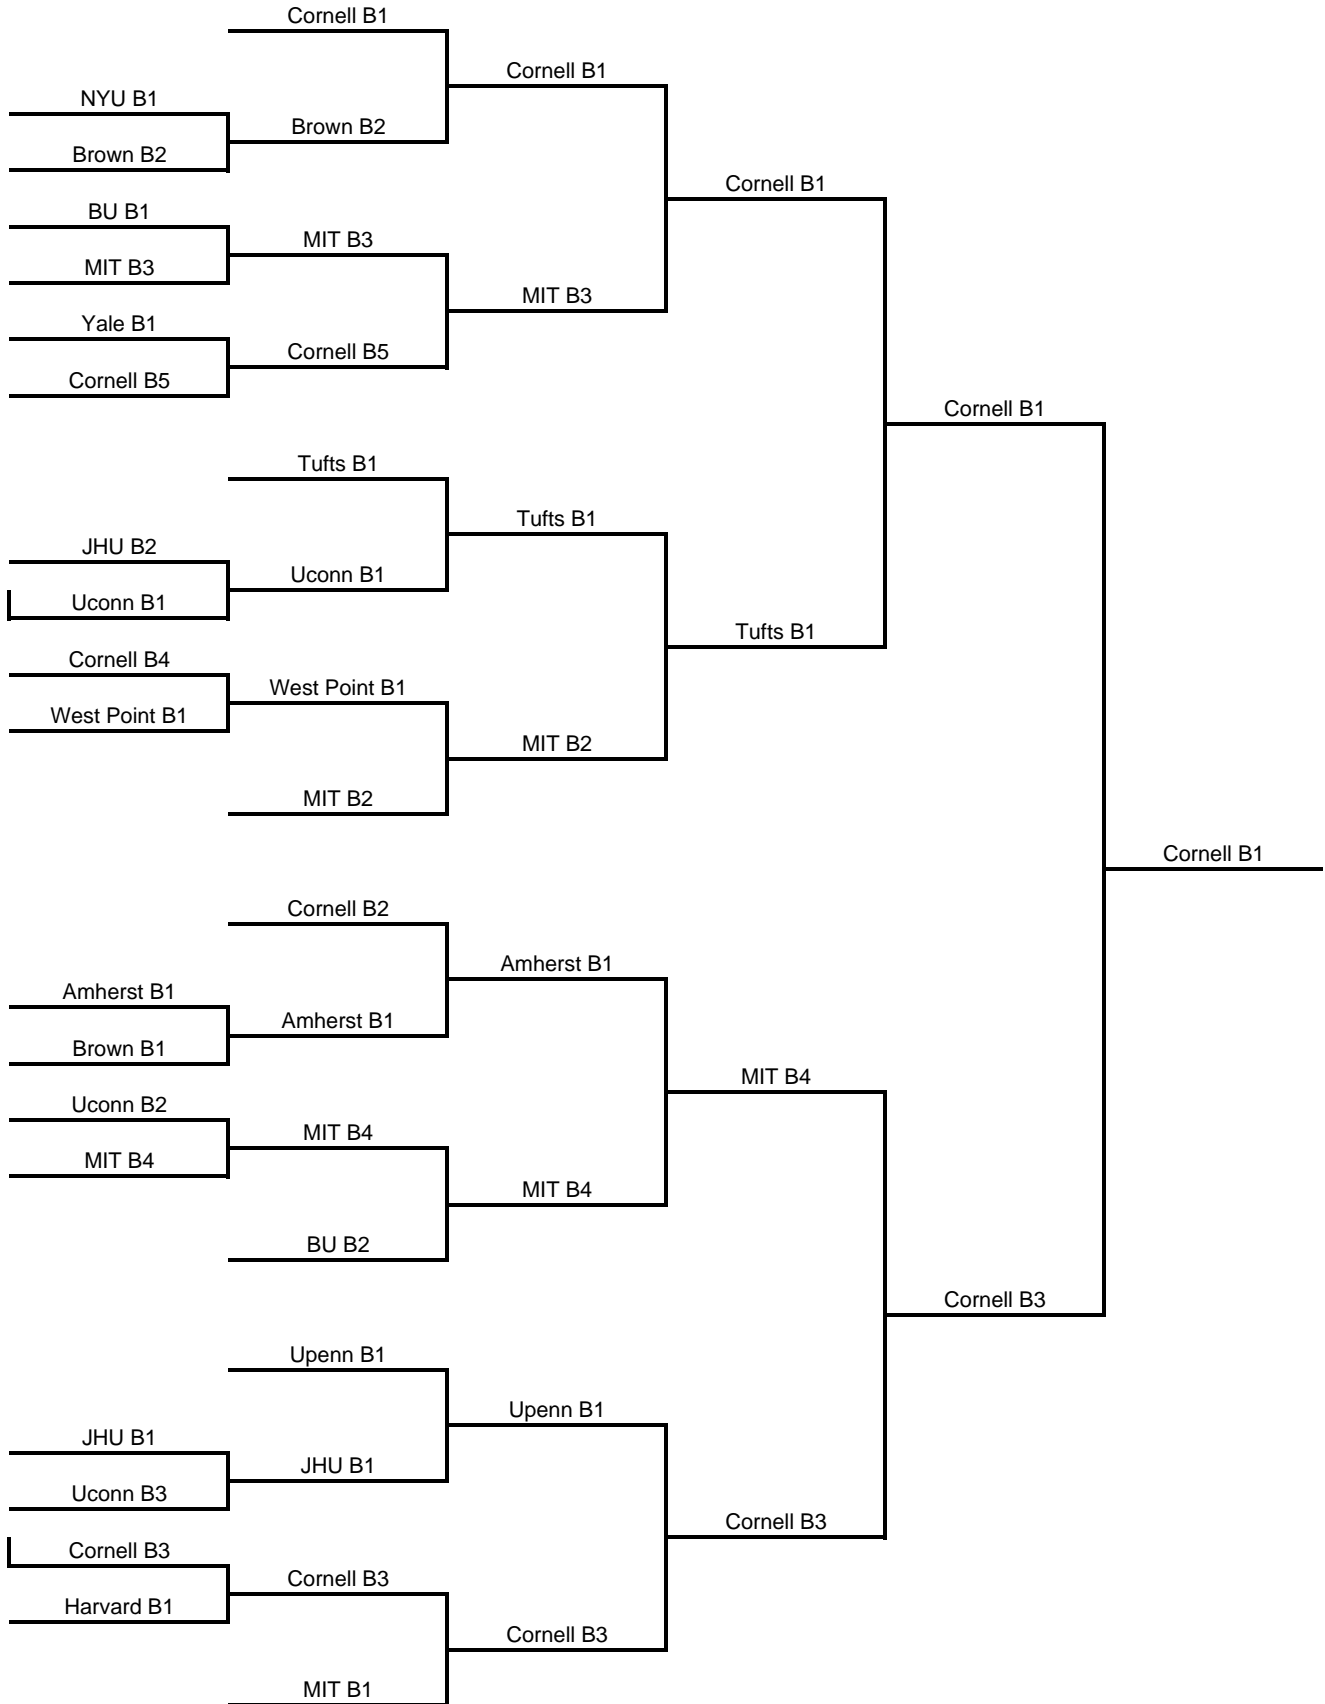 Cornell B1
Cornell B1
NYU B1
Brown B2
Brown B2
Cornell B1
BU B1
MIT B3
MIT B3
MIT B3
Yale B1
Cornell B5
Cornell B5
Cornell B1
Tufts B1
Tufts B1
JHU B2
Uconn B1
Uconn B1
Tufts B1
Cornell B4
West Point B1
West Point B1
MIT B2
MIT B2
Cornell B1
Cornell B2
Amherst B1
Amherst B1
Amherst B1
Brown B1
MIT B4
Uconn B2
MIT B4
MIT B4
MIT B4
BU B2
Cornell B3
Upenn B1
Upenn B1
JHU B1
JHU B1
Uconn B3
Cornell B3
Cornell B3
Cornell B3
Harvard B1
Cornell B3
MIT B1